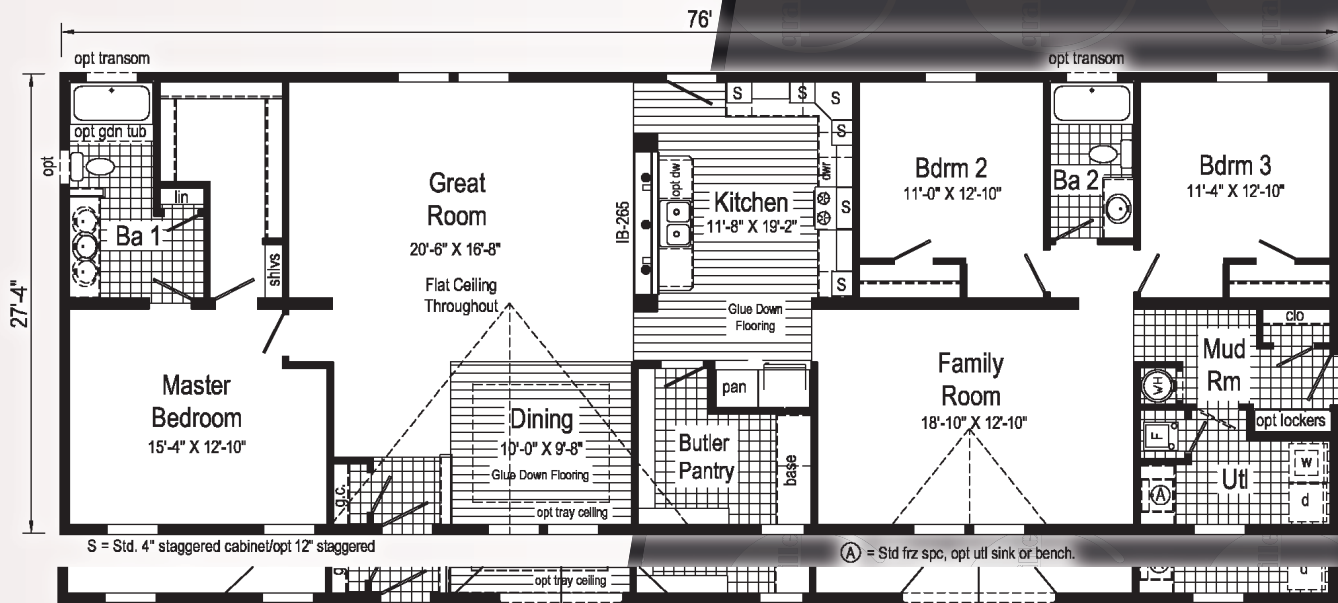 76'
opt transom
opt transom
opt gdn tub
opt
lin
Ba 1
shlvs
Great
Room
20'-6" X 16'-8"
Flat Ceiling
Throughout
IB-265
opt dw
S
S
S
S
dwr
S
S
Kitchen
11'-8" X 19'-2"
Glue Down
Flooring
Bdrm 2
11'-0" X 12'-10"
Ba 2
Bdrm 3
11'-4" X 12'-10"
27'-4"
Master
Bedroom
15'-4" X 12'-10"
g.c.
Dining
10'-0" X 9'-8"
Glue Down Flooring
opt tray ceiling
pan
Butler
Pantry
base
Family
Room
18'-10" X 12'-10"
clo
Mud
Rm
WH
opt lockers
F
Utl
w
d
A
S = Std. 4" staggered cabinet/opt 12" staggered
A = Std frz spc, opt utl sink or bench.
opt tray ceiling